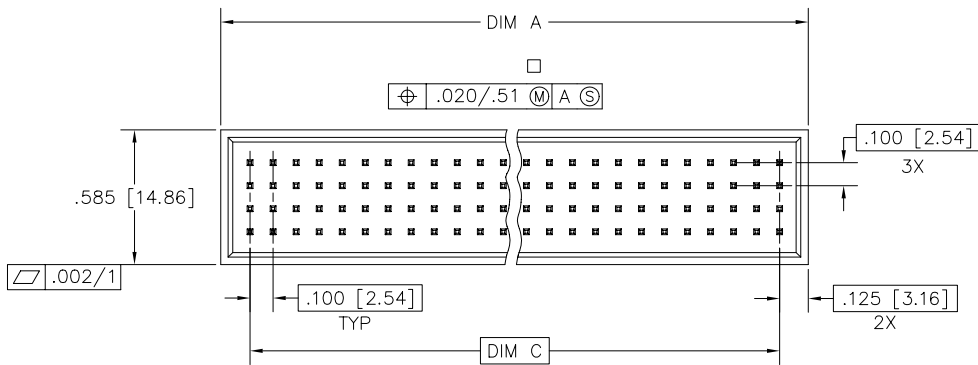 DIM A
⌖ .020/.51 Ⓜ A Ⓢ
.100 [2.54]
3X
.585 [14.86]
⏥ .002/1
.100 [2.54]
TYP
.125 [3.16]
2X
DIM C